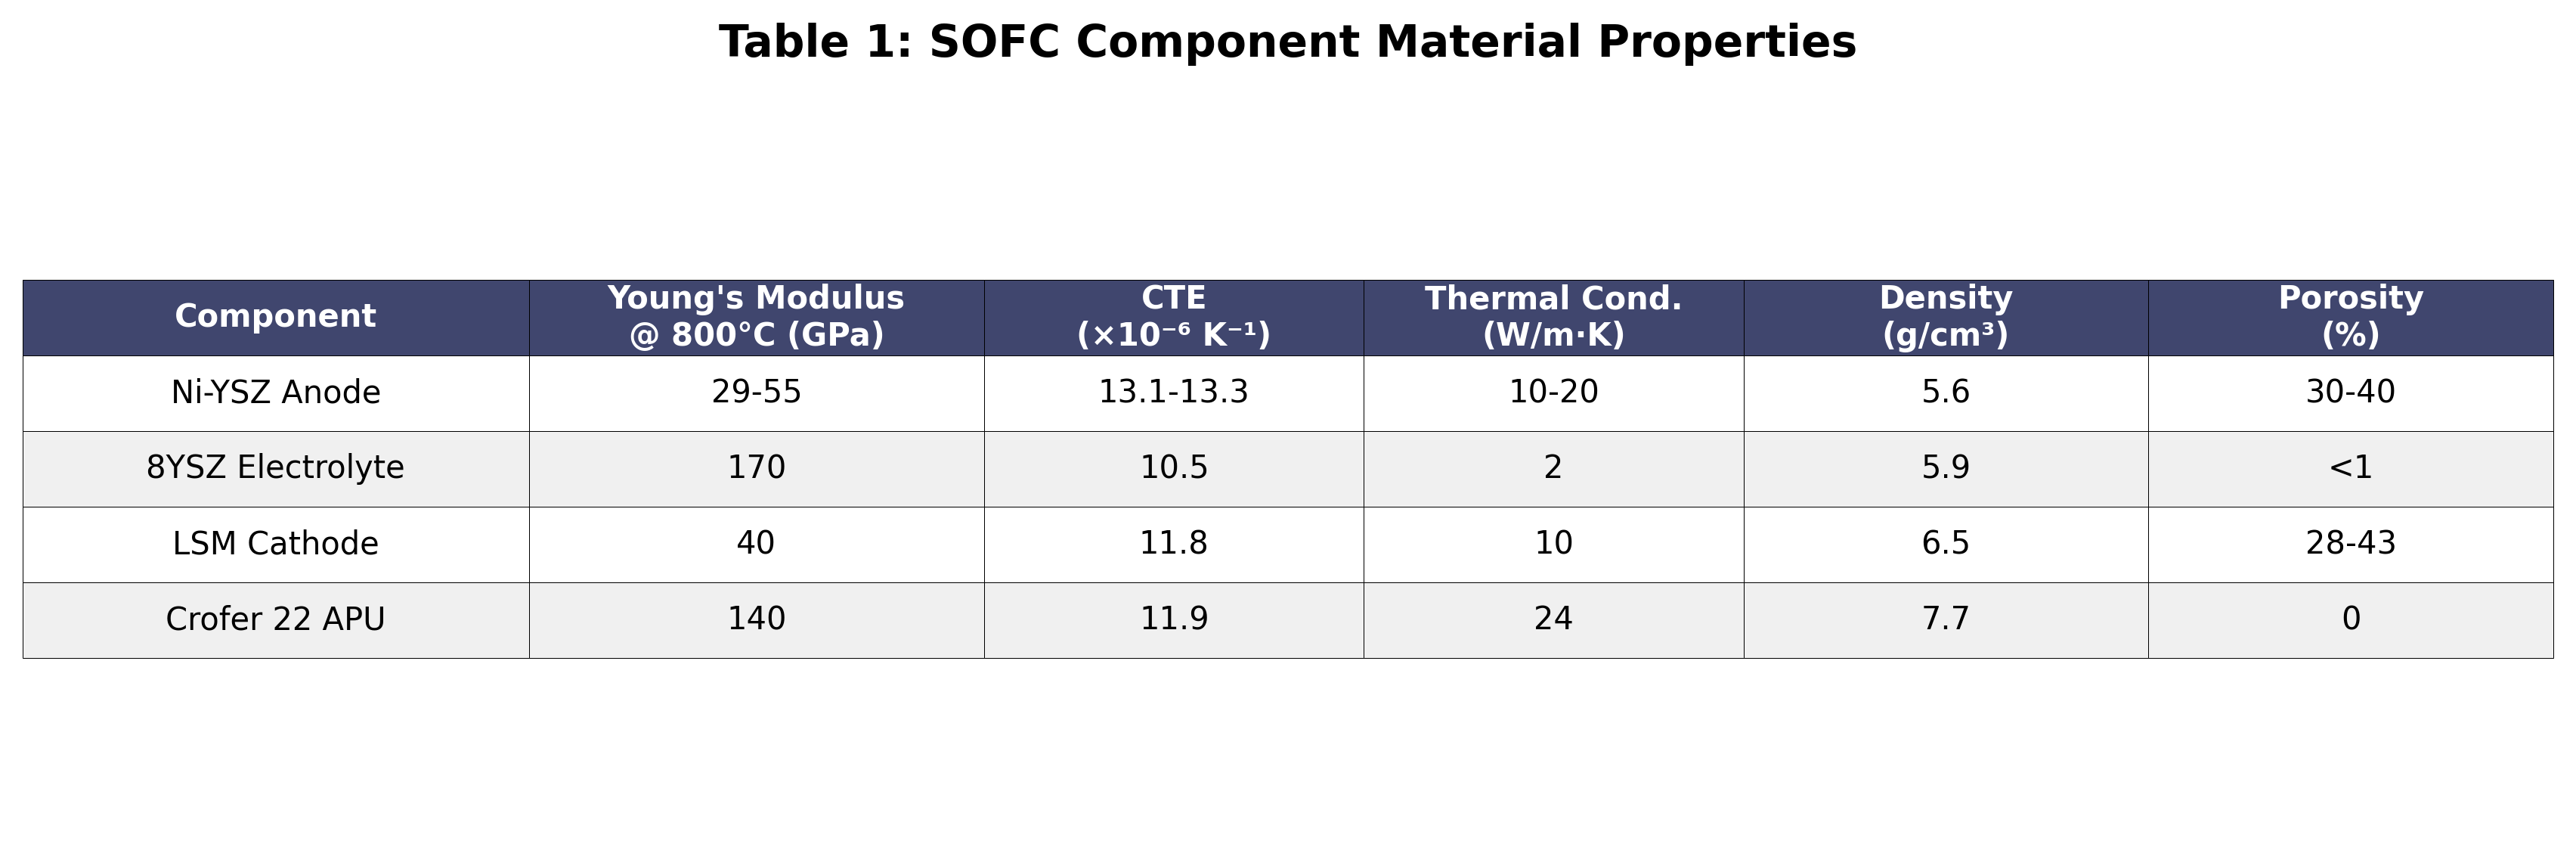 Table 1: SOFC Component Material Properties
Component | Young's Modulus @ 800°C (GPa) | CTE (×10⁻⁶ K⁻¹) | Thermal Cond. (W/m·K) | Density (g/cm³) | Porosity (%)
Ni-YSZ Anode | 29-55 | 13.1-13.3 | 10-20 | 5.6 | 30-40
8YSZ Electrolyte | 170 | 10.5 | 2 | 5.9 | <1
LSM Cathode | 40 | 11.8 | 10 | 6.5 | 28-43
Crofer 22 APU | 140 | 11.9 | 24 | 7.7 | 0